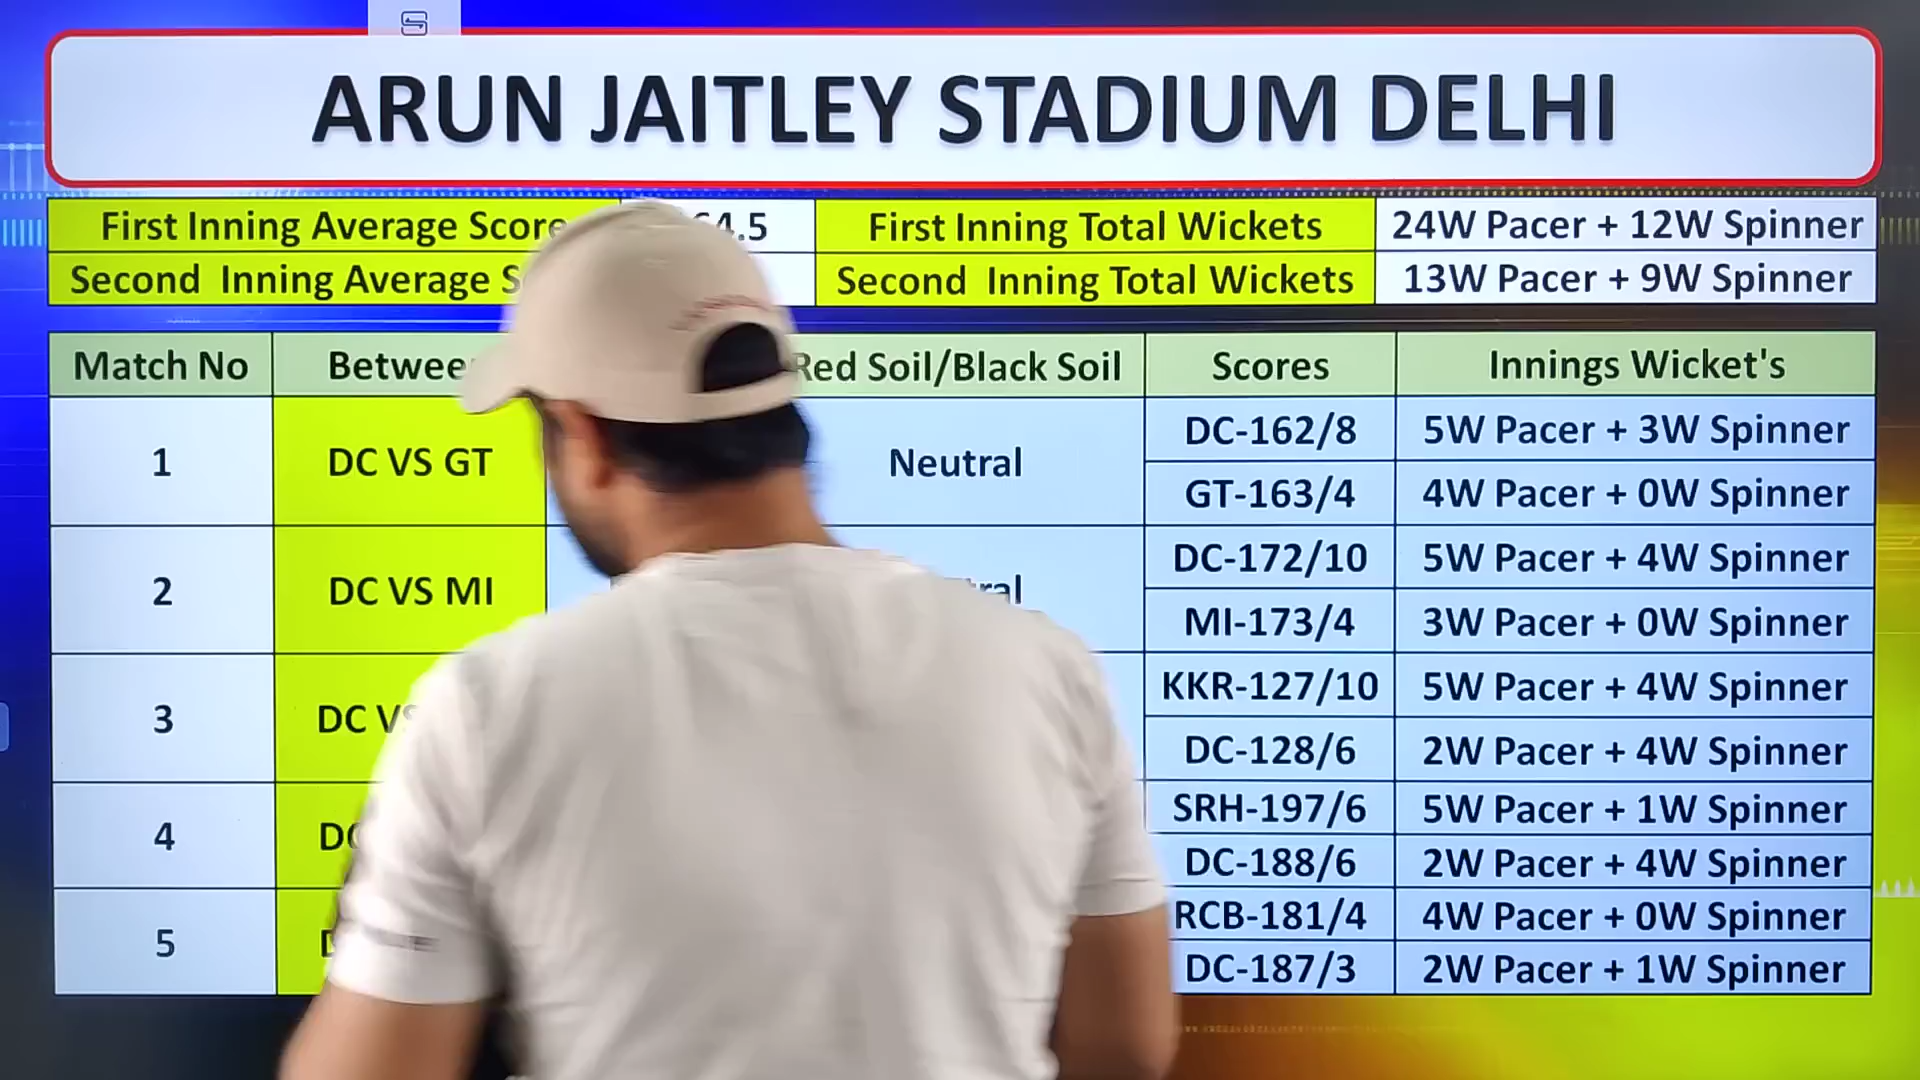 ARUN JAITLEY STADIUM DELHI
First Inning Average Score 4.5 First Inning Total Wickets 24W Pacer + 12W Spinner
Second Inning Average Second Inning Total Wickets 13W Pacer + 9W Spinner
Match No Red Soil/Black Soil Scores Innings Wicket's
1 DC VS GT Neutral DC-162/8 5W Pacer + 3W Spinner
GT-163/4 4W Pacer + 0W Spinner
2 DC VS MI DC-172/10 5W Pacer + 4W Spinner
MI-173/4 3W Pacer + 0W Spinner
3 DC KKR-127/10 5W Pacer + 4W Spinner
DC-128/6 2W Pacer + 4W Spinner
4 SRH-197/6 5W Pacer + 1W Spinner
DC-188/6 2W Pacer + 4W Spinner
5 RCB-181/4 4W Pacer + 0W Spinner
DC-187/3 2W Pacer + 1W Spinner